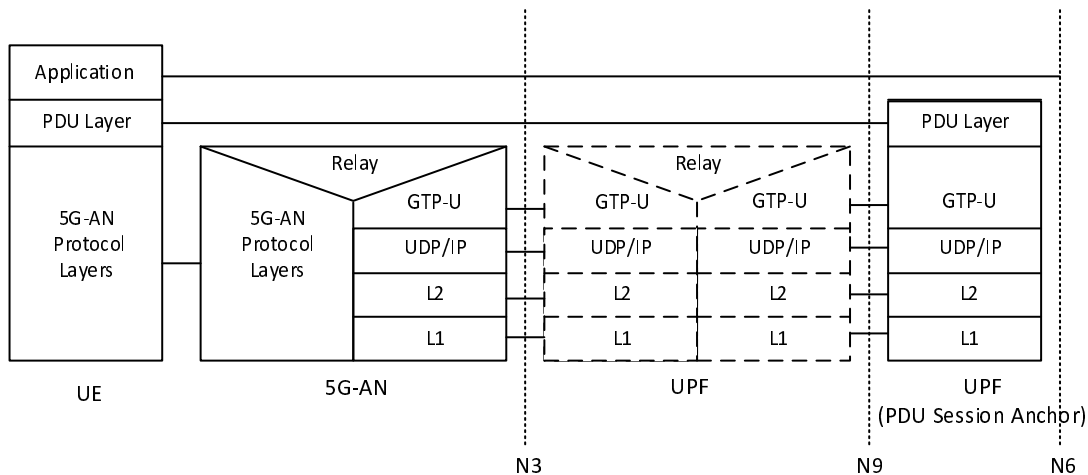 Application
PDU Layer
PDU Layer
Relay
Relay
5G-AN
Protocol
Layers
5G-AN
Protocol
Layers
GTP-U
GTP-U
GTP-U
GTP-U
UDP/IP
UDP/IP
UDP/IP
UDP/IP
L2
L2
L2
L2
L1
L1
L1
L1
UE
5G-AN
UPF
UPF
(PDU Session Anchor)
N3
N9
N6